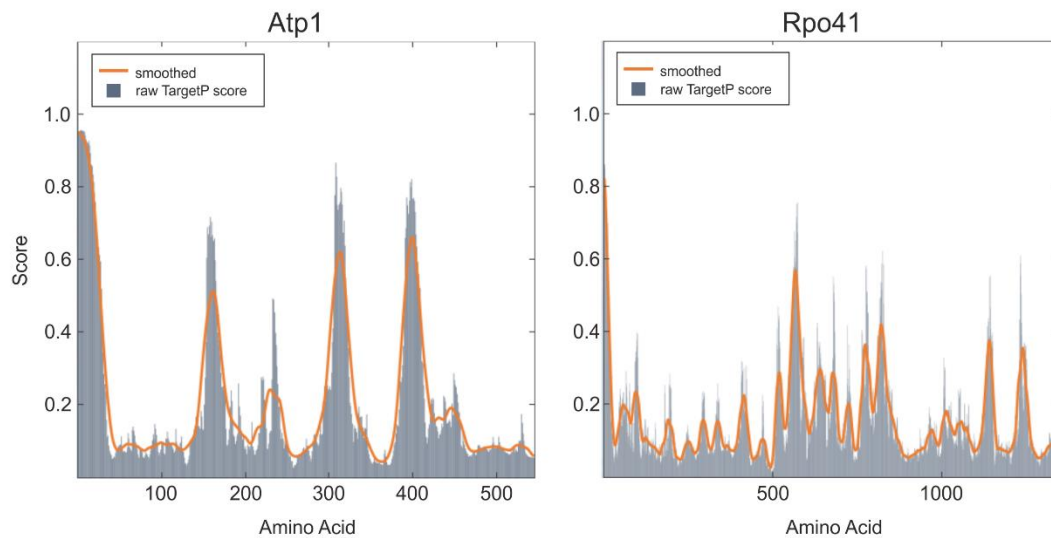 Atp1
smoothed
raw TargetP score
1.0
0.8
0.6
0.4
0.2
Score
100 200 300 400 500
Amino Acid
Rpo41
smoothed
raw TargetP score
1.0
0.8
0.6
0.4
0.2
500 1000
Amino Acid